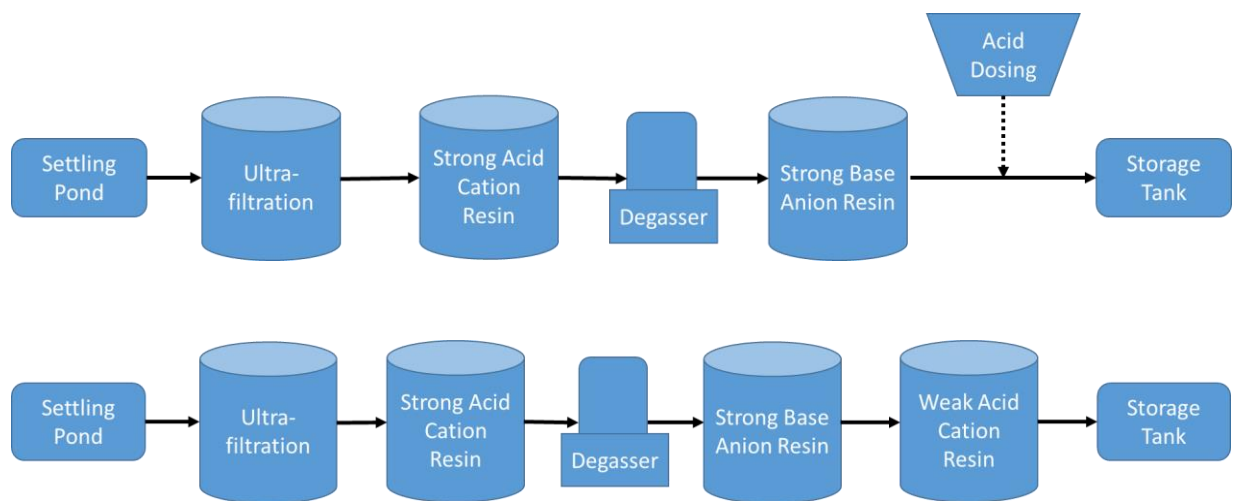 Acid
Dosing
Settling
Pond
Ultra-
filtration
Strong Acid
Cation
Resin
Degasser
Strong Base
Anion Resin
Storage
Tank
Settling
Pond
Ultra-
filtration
Strong Acid
Cation
Resin
Degasser
Strong Base
Anion Resin
Weak Acid
Cation
Resin
Storage
Tank